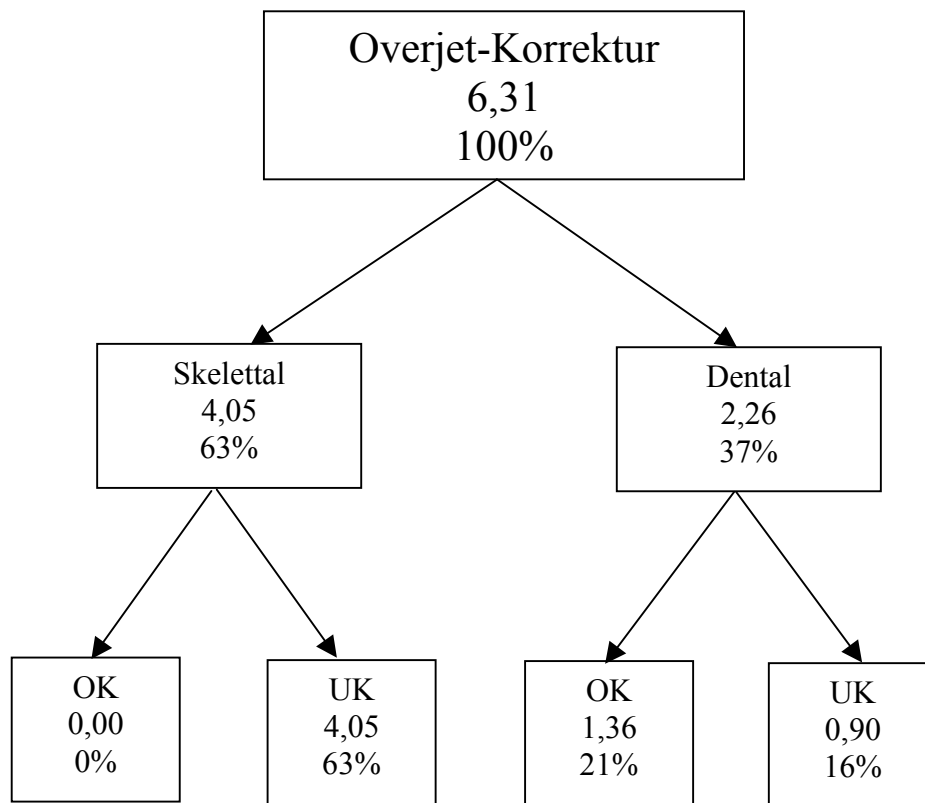 Overjet-Korrektur
6,31
100%
Skelettal
4,05
63%
Dental
2,26
37%
OK
0,00
0%
UK
4,05
63%
OK
1,36
21%
UK
0,90
16%